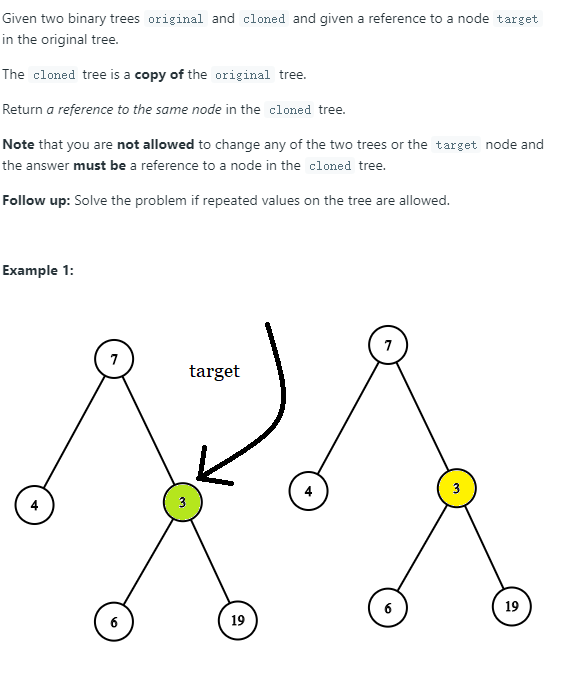 Given two binary trees original and cloned and given a reference to a node target
in the original tree.
The cloned tree is a copy of the original tree.
Return a reference to the same node in the cloned tree.
Note that you are not allowed to change any of the two trees or the target node and
the answer must be a reference to a node in the cloned tree.
Follow up: Solve the problem if repeated values on the tree are allowed.
Example 1:
7
target
7
4
3
4
3
6
19
6
19